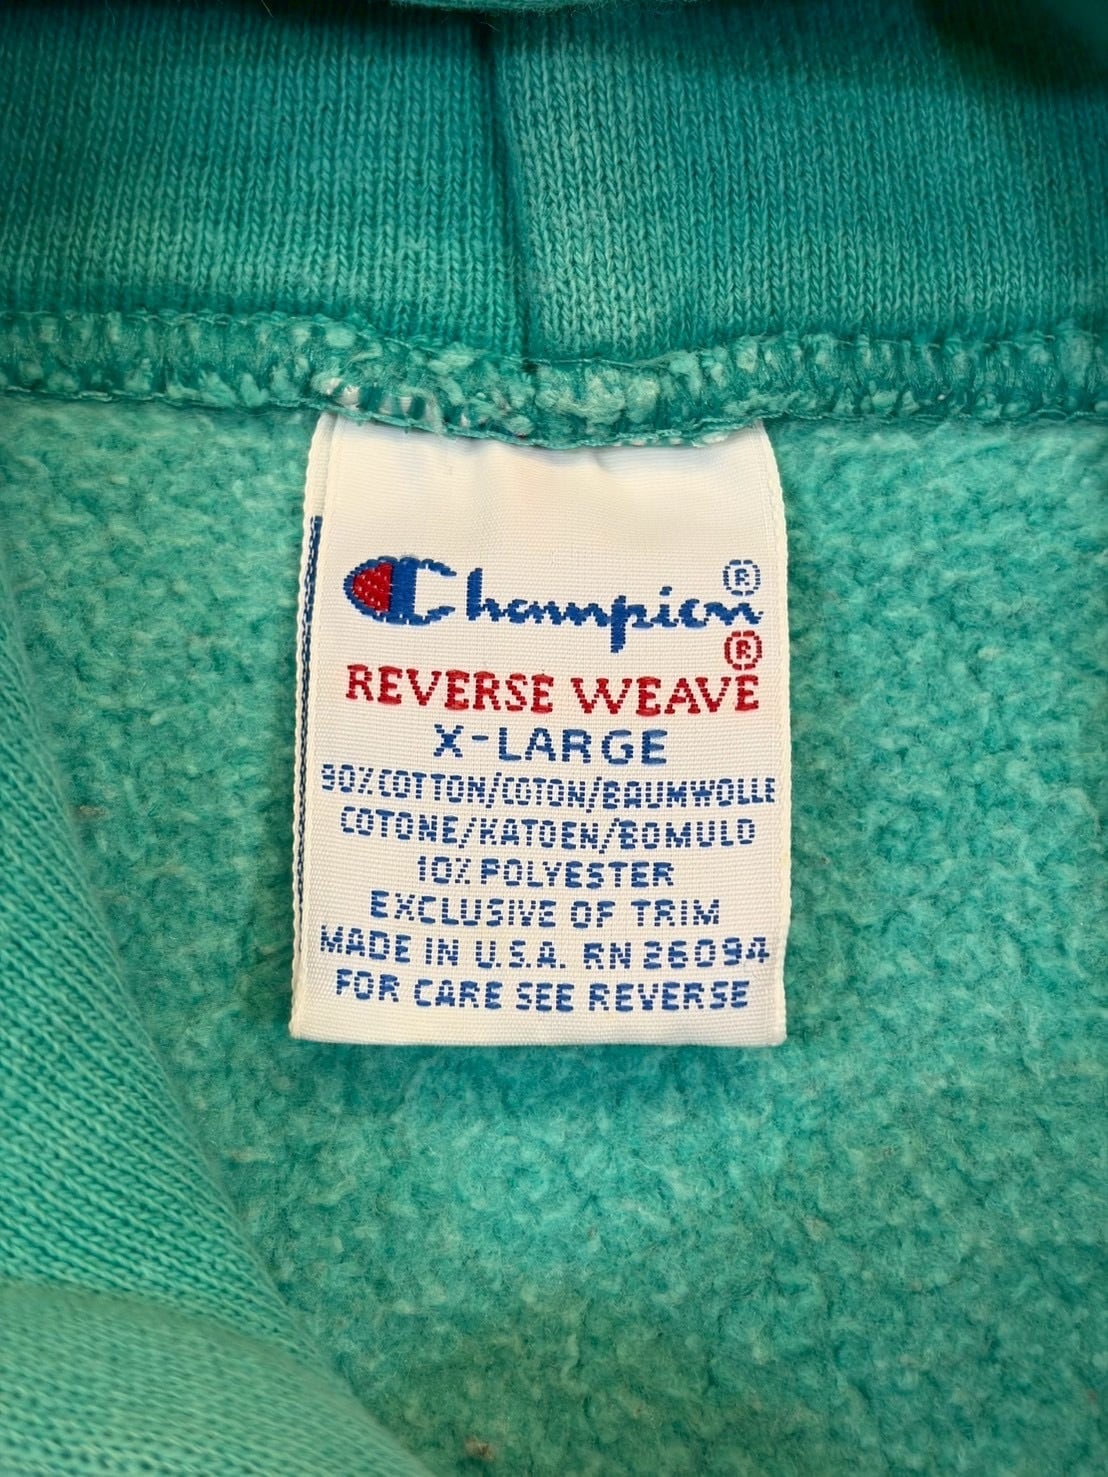 Champion®
REVERSE WEAVE®
X-LARGE
90% COTTON/COTON/BAUMWOLLE
COTONE/KATOEN/BOMULD
10% POLYESTER
EXCLUSIVE OF TRIM
MADE IN U.S.A. RN 26094
FOR CARE SEE REVERSE